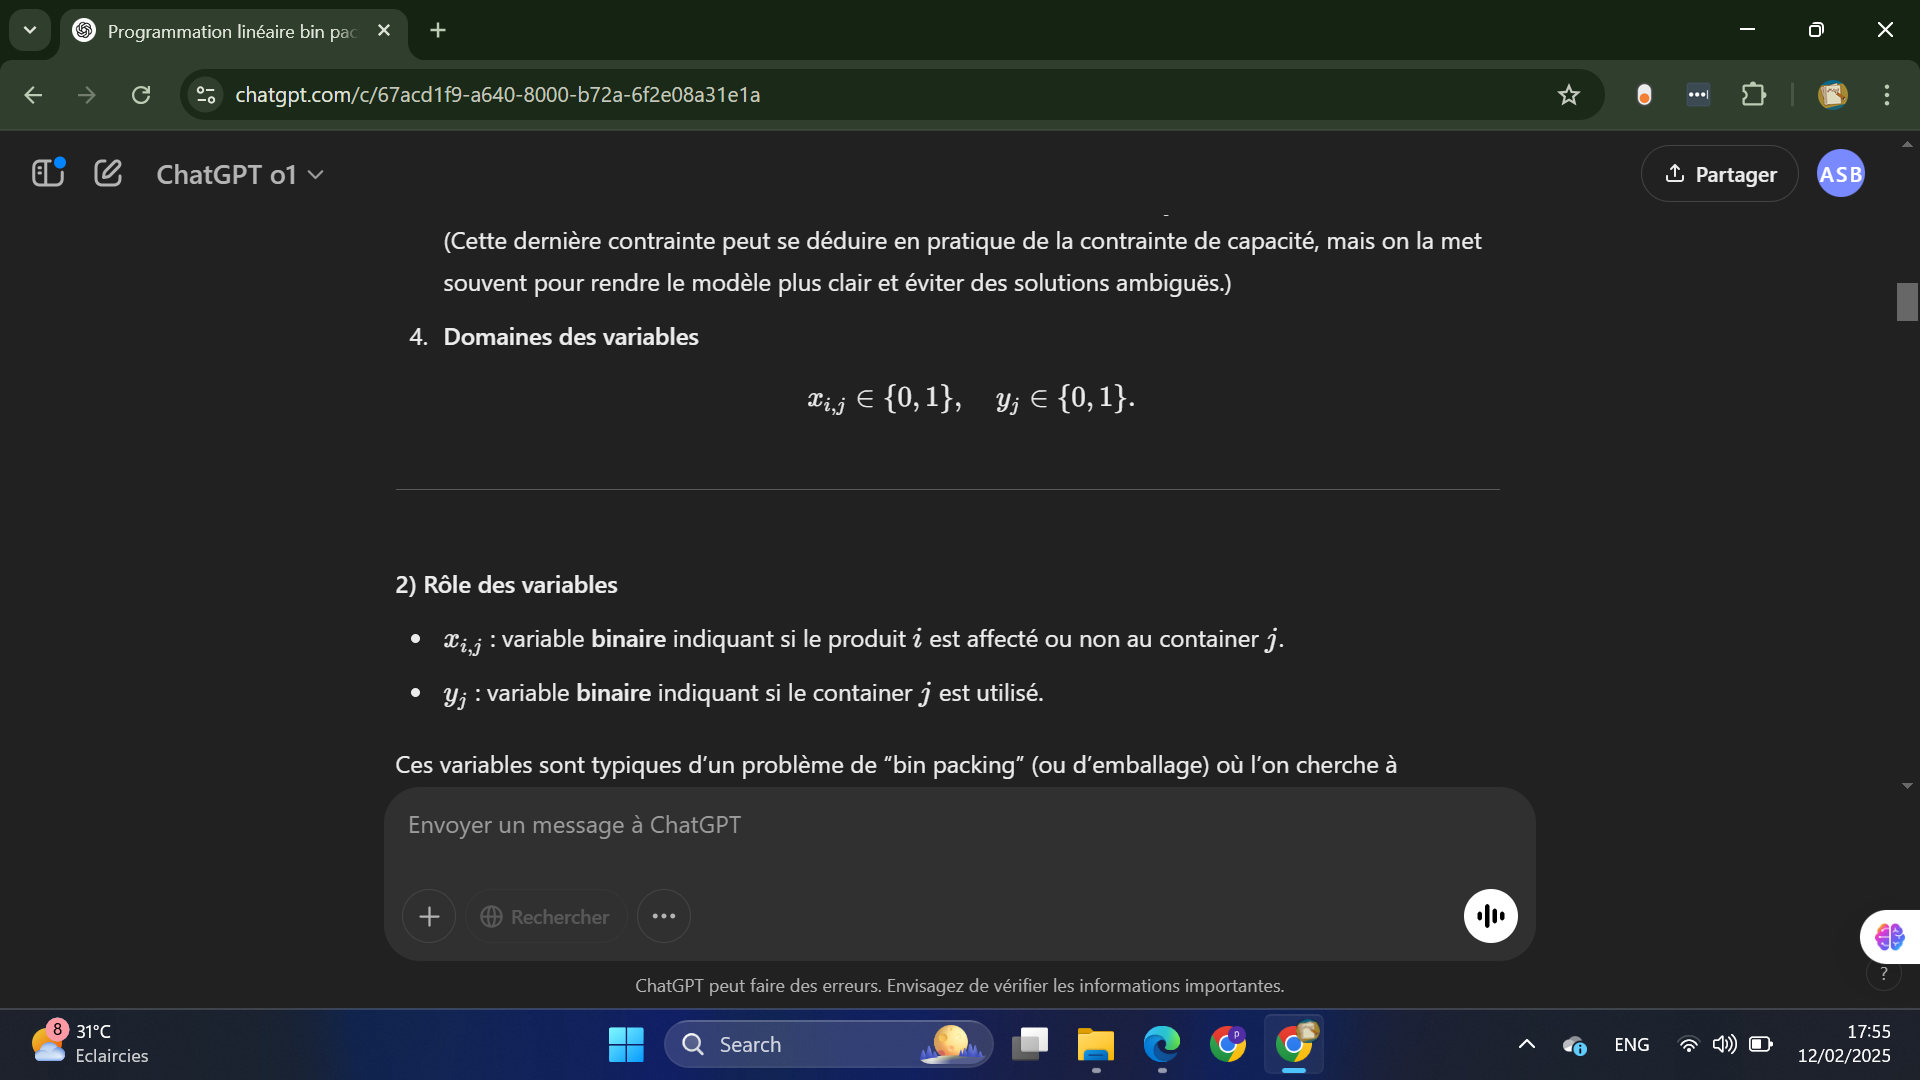 Programmation linéaire bin pac
chatgpt.com/c/67acd1f9-a640-8000-b72a-6f2e08a31e1a
ChatGPT o1
Partager
ASB
(Cette dernière contrainte peut se déduire en pratique de la contrainte de capacité, mais on la met
souvent pour rendre le modèle plus clair et éviter des solutions ambiguës.)
4. Domaines des variables
x_{i,j} ∈ {0, 1}, y_j ∈ {0, 1}.
2) Rôle des variables
• x_{i,j} : variable binaire indiquant si le produit i est affecté ou non au container j.
• y_j : variable binaire indiquant si le container j est utilisé.
Ces variables sont typiques d’un problème de “bin packing” (ou d’emballage) où l’on cherche à
Envoyer un message à ChatGPT
Rechercher
ChatGPT peut faire des erreurs. Envisagez de vérifier les informations importantes.
?
8
31°C
Eclaircies
Search
p
ENG
17:55
12/02/2025